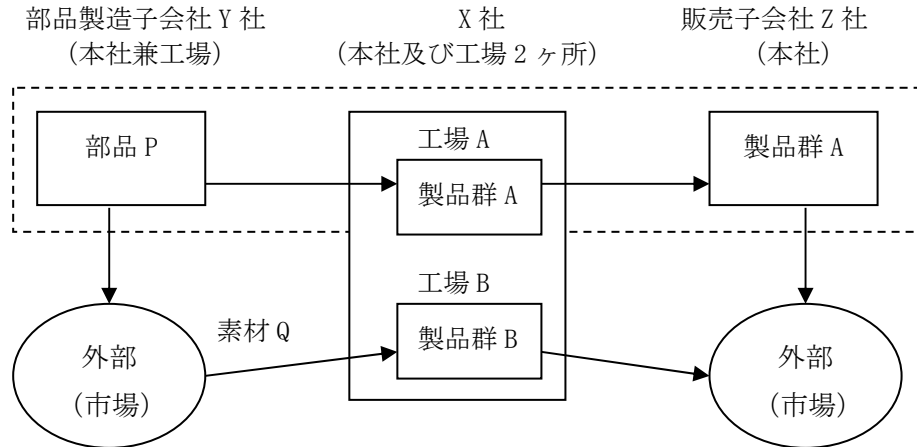 部品製造子会社Y社
(本社兼工場)
X社
(本社及び工場2ヶ所)
販売子会社Z社
(本社)
部品P
工場A
製品群A
製品群A
工場B
製品群B
素材Q
外部
(市場)
外部
(市場)